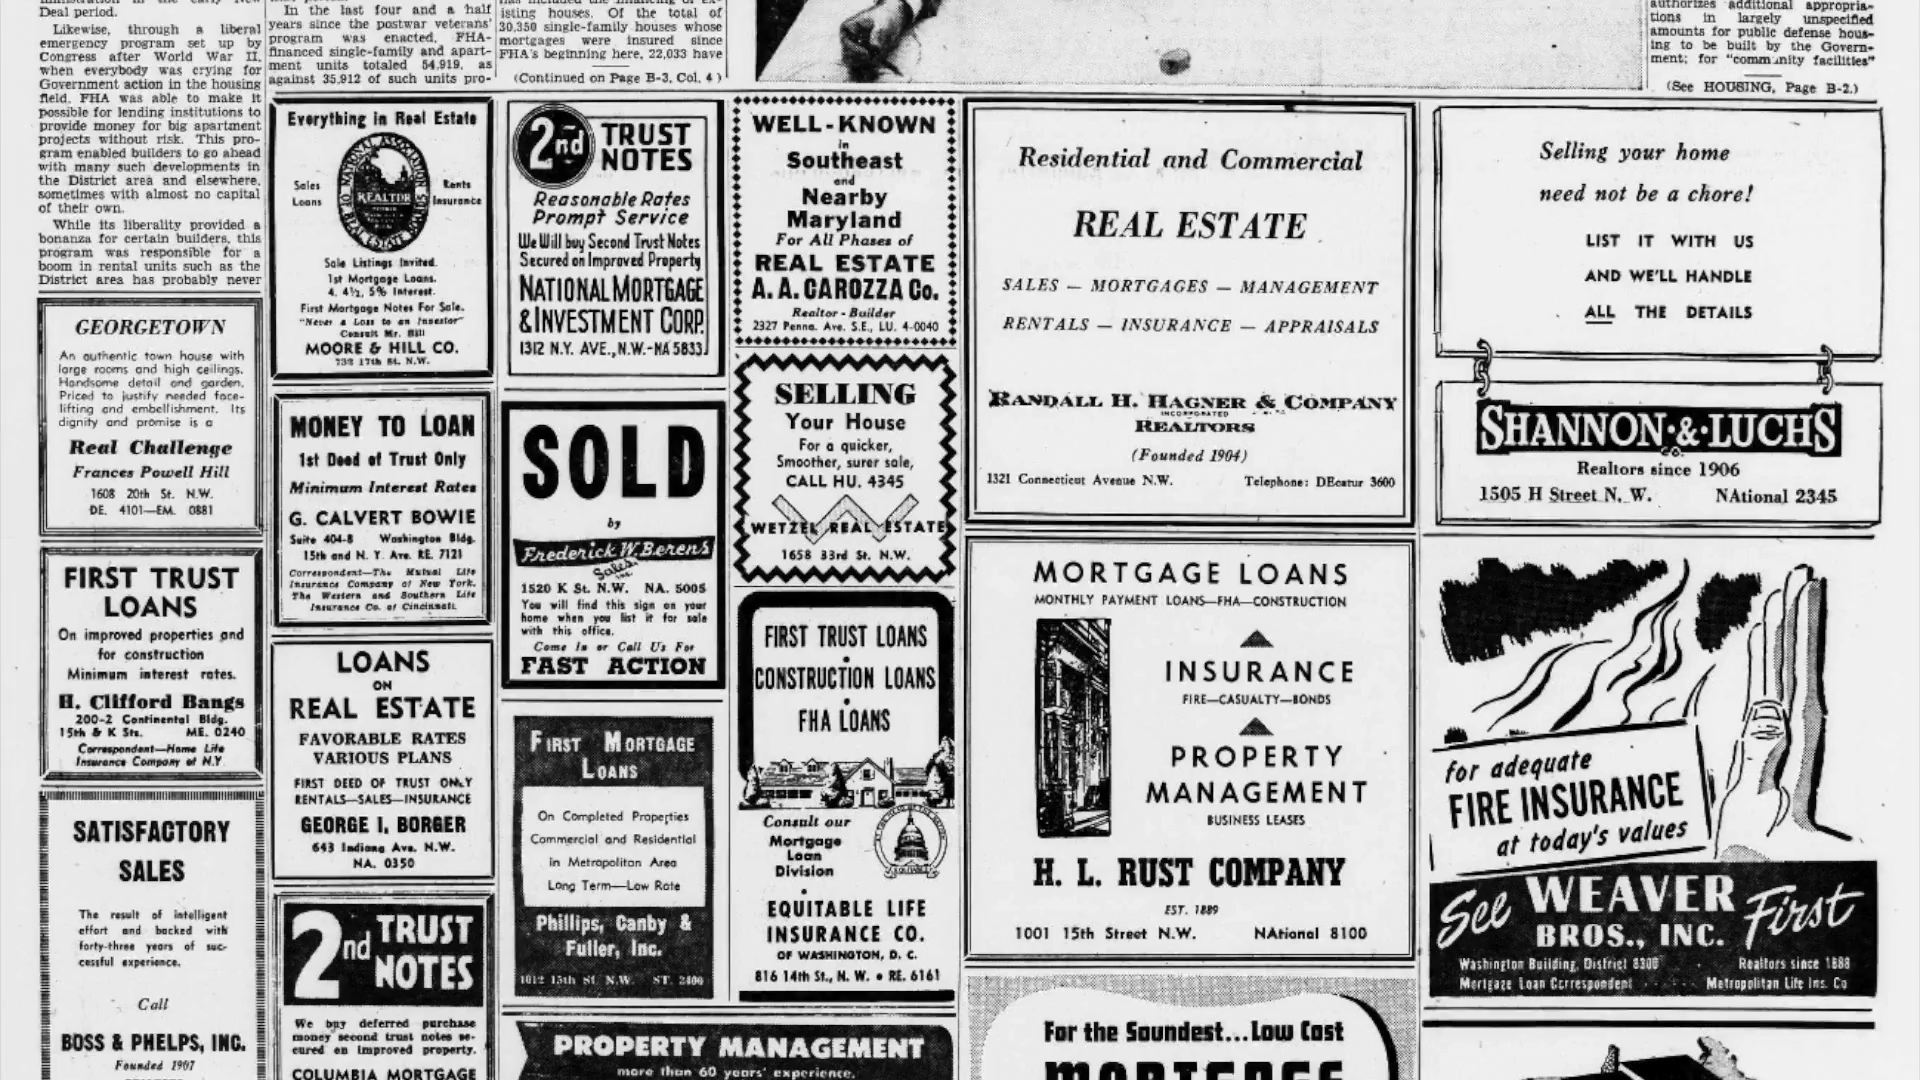 Deal period.
Likewise, through a liberal
emergency program set up by
Congress after World War II,
when everybody was crying for
Government action in the housing
field, FHA was able to make it
possible for lending institutions to
provide money for big apartment
projects without risk. This pro-
gram enabled builders to go ahead
with many such developments in
the District area and elsewhere,
sometimes with almost no capital
of their own.
While its liberality provided a
bonanza for certain builders, this
program was responsible for a
boom in rental units such as the
District area has probably never
In the last four and a half
years since the postwar veterans'
program was enacted, FHA-
financed single-family and apart-
ment units totaled 54,919, as
against 35,912 of such units pro-
isting houses. Of the total of
30,350 single-family houses whose
mortgages were insured since
FHA's beginning here, 22,033 have
(Continued on Page B-3, Col. 4)
authorizes additional appropria-
tions in largely unspecified
amounts for public defense hous-
ing to be built by the Govern-
ment; for "community facilities"
(See HOUSING, Page B-2.)
GEORGETOWN
An authentic town house with
large rooms and high ceilings.
Handsome detail and garden.
Priced to justify needed face-
lifting and embellishment. Its
dignity and promise is a
Real Challenge
Frances Powell Hill
1608 20th St. N.W.
DE. 4101—EM. 0881
FIRST TRUST
LOANS
On improved properties and
for construction
Minimum interest rates.
H. Clifford Bangs
200-2 Continental Bldg.
15th & K Sts. ME. 0240
Correspondent—Home Life
Insurance Company of N.Y.
SATISFACTORY
SALES
The result of intelligent
effort and backed with
forty-three years of suc-
cessful experience.
Call
BOSS & PHELPS, INC.
Founded 1907
Everything in Real Estate
Sales
Loans
NATIONAL ASSOCIATION OF REAL ESTATE BOARDS
REALTOR
Rents
Insurance
Sale Listings Invited.
1st Mortgage Loans.
4, 4½, 5% Interest.
First Mortgage Notes For Sale.
"Never a Loss to an Investor"
Consult Mr. Hill
MOORE & HILL CO.
732 17th St. N.W.
MONEY TO LOAN
1st Deed of Trust Only
Minimum Interest Rates
G. CALVERT BOWIE
Suite 404-8 Washington Bldg.
15th and N. Y. Ave. RE. 7121
Correspondent—The Mutual Life
Insurance Company of New York.
The Western and Southern Life
Insurance Co. of Cincinnati.
LOANS
ON
REAL ESTATE
FAVORABLE RATES
VARIOUS PLANS
FIRST DEED OF TRUST ONLY
RENTALS—SALES—INSURANCE
GEORGE I. BORGER
643 Indiana Ave. N.W.
NA. 0350
2nd TRUST
NOTES
We buy deferred purchase
money second trust notes se-
cured on improved property.
COLUMBIA MORTGAGE
2nd TRUST
NOTES
Reasonable Rates
Prompt Service
We Will buy Second Trust Notes
Secured on Improved Property
NATIONAL MORTGAGE
& INVESTMENT CORP.
1312 N.Y. AVE., N.W.-NA 5833
SOLD
by
Frederick W. Berens
Sales, Inc.
1520 K St. N.W. NA. 5005
You will find this sign on your
home when you list it for sale
with this office.
Come In or Call Us For
FAST ACTION
FIRST MORTGAGE
LOANS
On Completed Properties
Commercial and Residential
in Metropolitan Area
Long Term—Low Rate
Phillips, Canby &
Fuller, Inc.
1012 15th St. N.W. ST. 2400
PROPERTY MANAGEMENT
more than 60 years' experience.
WELL-KNOWN
in
Southeast
and
Nearby
Maryland
For All Phases of
REAL ESTATE
A. A. CAROZZA Co.
Realtor - Builder
2327 Penna. Ave. S.E., LU. 4-0040
SELLING
Your House
For a quicker,
Smoother, surer sale,
CALL HU. 4345
WETZEL REAL ESTATE
1658 33rd St. N.W.
FIRST TRUST LOANS
•
CONSTRUCTION LOANS
•
FHA LOANS
Consult our
Mortgage
Loan
Division
•
EQUITABLE LIFE
INSURANCE CO.
OF WASHINGTON, D. C.
816 14th St., N. W. • RE. 6161
Residential and Commercial
REAL ESTATE
SALES — MORTGAGES — MANAGEMENT
RENTALS — INSURANCE — APPRAISALS
RANDALL H. HAGNER & COMPANY
INCORPORATED
REALTORS
(Founded 1904)
1321 Connecticut Avenue N.W. Telephone: DEcatur 3600
MORTGAGE LOANS
MONTHLY PAYMENT LOANS—FHA—CONSTRUCTION
INSURANCE
FIRE—CASUALTY—BONDS
PROPERTY
MANAGEMENT
BUSINESS LEASES
H. L. RUST COMPANY
EST. 1889
1001 15th Street N.W. NAtional 8100
For the Soundest...Low Cost
MORTGAGE
Selling your home
need not be a chore!
LIST IT WITH US
AND WE'LL HANDLE
ALL THE DETAILS
SHANNON·&·LUCHS
Co.
Realtors since 1906
1505 H Street N. W. NAtional 2345
for adequate
FIRE INSURANCE
at today's values
See WEAVER First
BROS., INC.
Washington Building, District 8300 Realtors since 1888
Mortgage Loan Correspondent Metropolitan Life Ins. Co